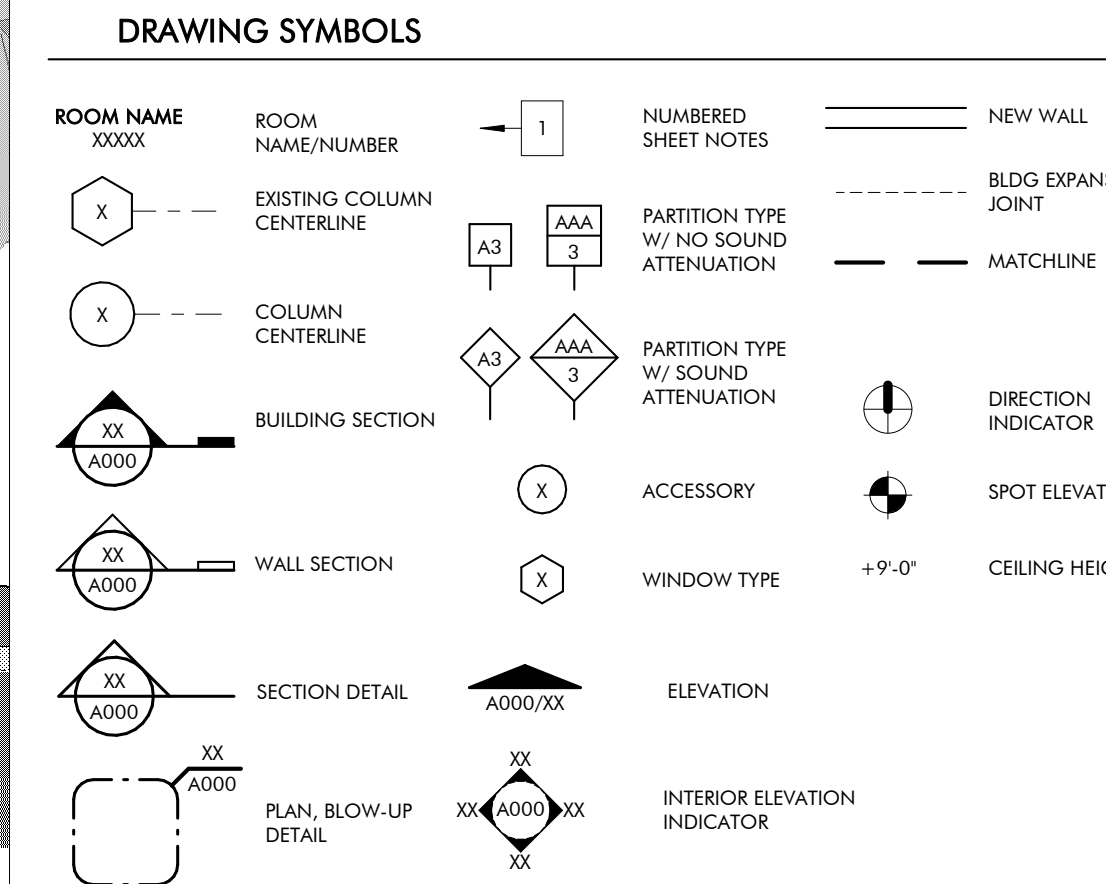 DRAWING SYMBOLS
ROOM NAME
XXXXX
ROOM
NAME/NUMBER
X
EXISTING COLUMN
CENTERLINE
X
COLUMN
CENTERLINE
XX
A000
BUILDING SECTION
XX
A000
WALL SECTION
XX
A000
SECTION DETAIL
XX
A000
PLAN, BLOW-UP
DETAIL
1
NUMBERED
SHEET NOTES
A3
AAA
3
PARTITION TYPE
W/ NO SOUND
ATTENUATION
A3
AAA
3
PARTITION TYPE
W/ SOUND
ATTENUATION
X
ACCESSORY
X
WINDOW TYPE
A000/XX
ELEVATION
XX
XX A000 XX
XX
INTERIOR ELEVATION
INDICATOR
NEW WALL
BLDG
JOINT
MATCHLINE
DIRECTION
INDICATOR
SPOT
+9'-0"
CEILING